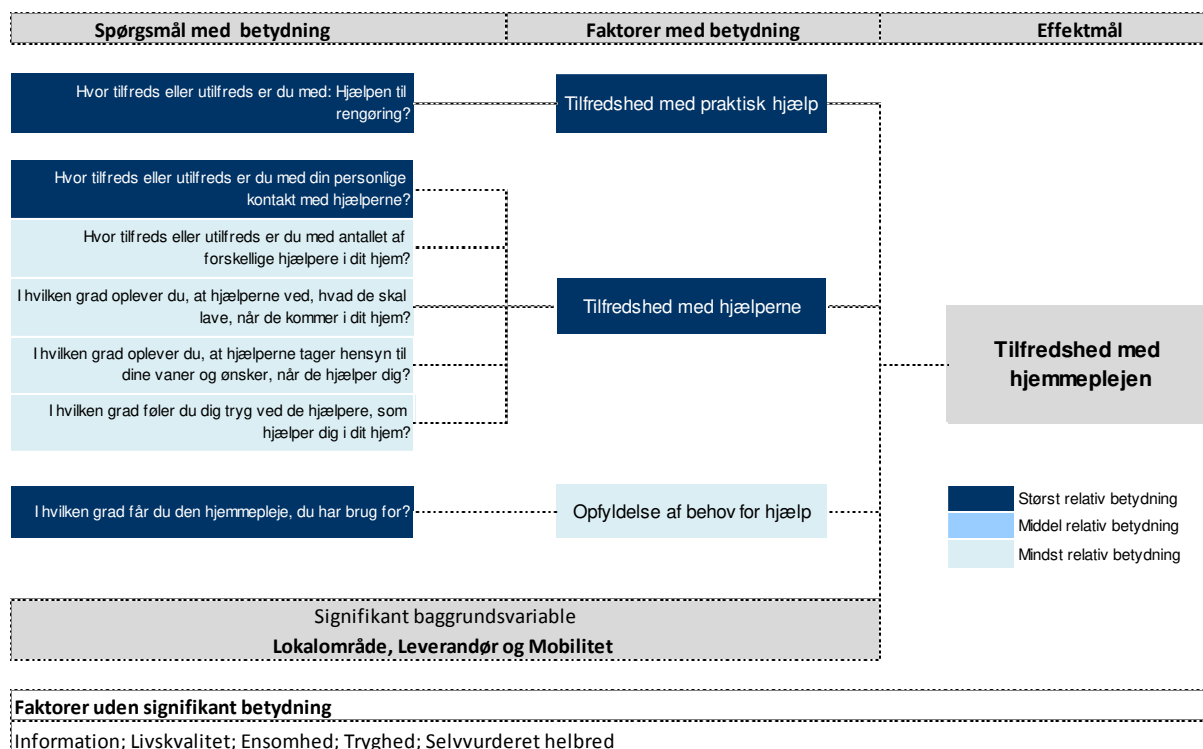 Spørgsmål med betydning
Faktorer med betydning
Effektmål
Hvor tilfreds eller utilfreds er du med: Hjælpen til
rengøring?
Tilfredshed med praktisk hjælp
Hvor tilfreds eller utilfreds er du med din personlige
kontakt med hjælperne?
Hvor tilfreds eller utilfreds er du med antallet af
forskellige hjælpere i dit hjem?
I hvilken grad oplever du, at hjælperne ved, hvad de skal
lave, når de kommer i dit hjem?
I hvilken grad oplever du, at hjælperne tager hensyn til
dine vaner og ønsker, når de hjælper dig?
I hvilken grad føler du dig tryg ved de hjælpere, som
hjælper dig i dit hjem?
Tilfredshed med hjælperne
Tilfredshed med
hjemmeplejen
I hvilken grad får du den hjemmepleje, du har brug for?
Opfyldelse af behov for hjælp
Størst relativ betydning
Middel relativ betydning
Mindst relativ betydning
Signifikant baggrundsvariable
Lokalområde, Leverandør og Mobilitet
Faktorer uden signifikant betydning
Information; Livskvalitet; Ensomhed; Tryghed; Selvvurderet helbred